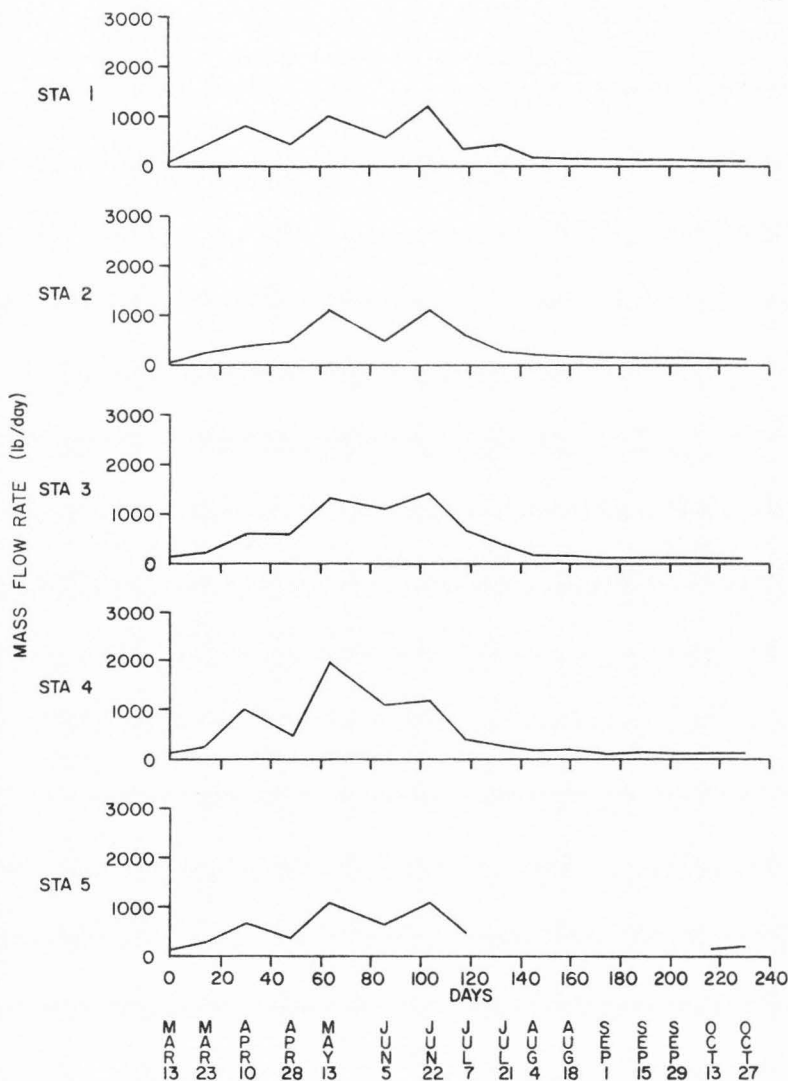 3000
2000
STA 1
1000
0
3000
2000
STA 2
1000
0
3000
2000
STA 3
1000
0
3000
2000
STA 4
1000
0
3000
2000
STA 5
1000
0
MASS FLOW RATE (lb/day)
0 20 40 60 80 100 120 140 160 180 200 220 240
DAYS
MAR 13
MAR 23
APR 10
APR 28
MAY 13
JUN 5
JUN 22
JUL 7
JUL 21
AUG 4
AUG 18
SEP 1
SEP 15
SEP 29
OCT 13
OCT 27